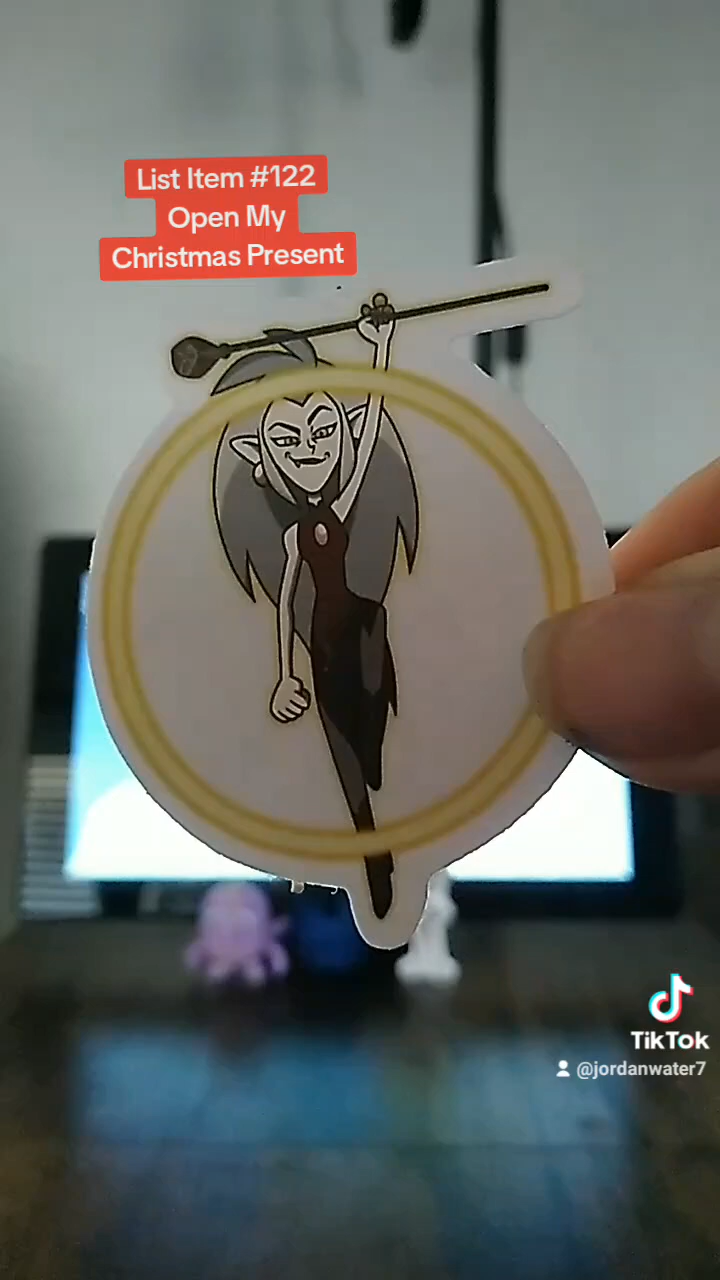 List Item #122
Open My
Christmas Present
TikTok
@jordanwater7